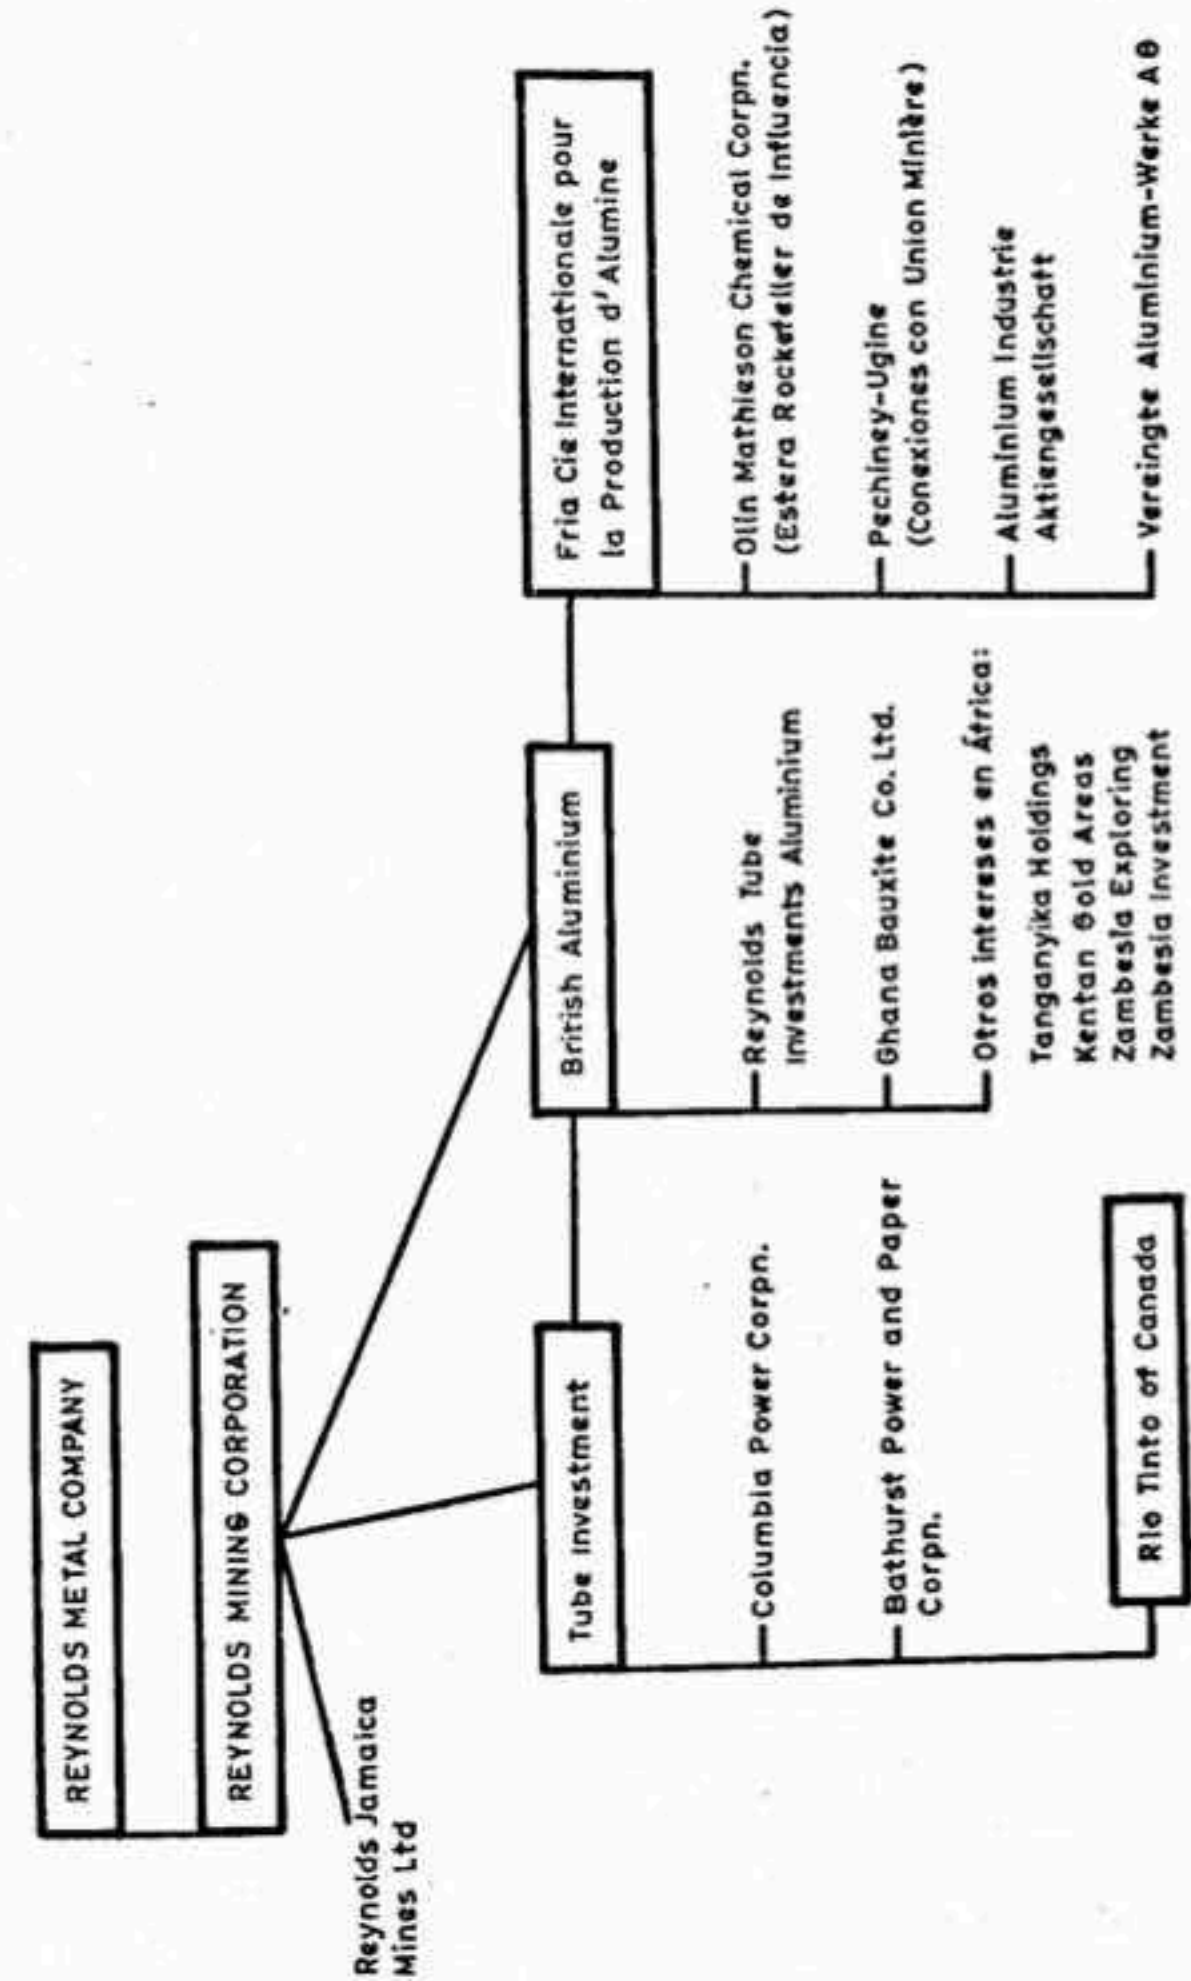 REYNOLDS METAL COMPANY
REYNOLDS MINING CORPORATION
Reynolds Jamaica
Mines Ltd
Tube Investment
Columbia Power Corpn.
Bathurst Power and Paper
Corpn.
Rio Tinto of Canada
British Aluminium
Reynolds Tube
Investments Aluminium
Ghana Bauxite Co. Ltd.
Otros intereses en África:
Tanganyika Holdings
Kentan Gold Areas
Zambesia Exploring
Zambesia Investment
Fria Cie Internationale pour
la Production d'Alumine
Olin Mathieson Chemical Corpn.
(Estera Rockefeller de Influencia)
Pechiney-Ugine
(Conexiones con Union Minière)
Aluminium Industrie
Aktiengesellschatt
Vereingte Aluminium-Werke AG